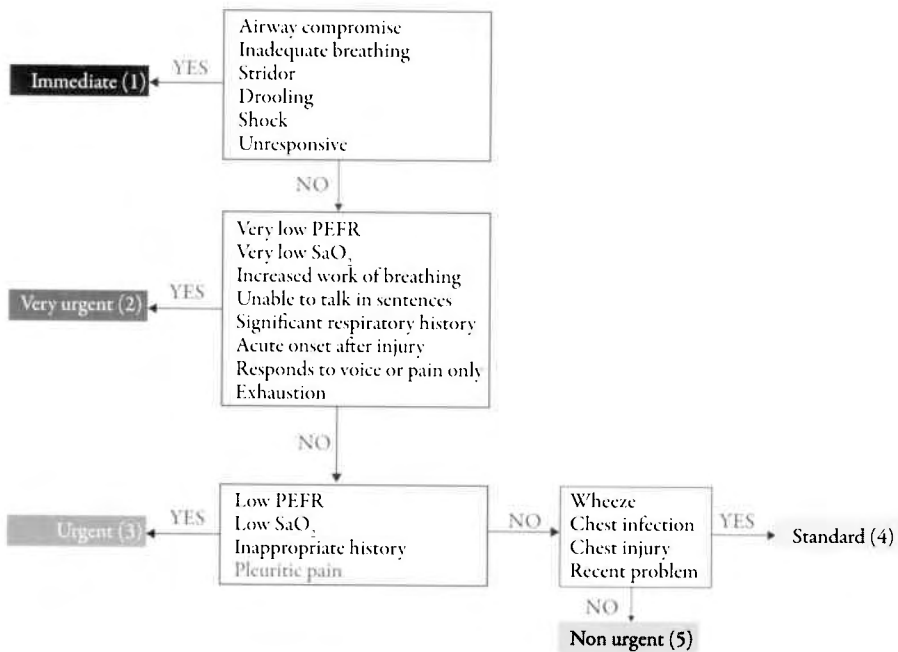 Airway compromise
Inadequate breathing
Stridor
Drooling
Shock
Unresponsive
YES
Immediate (1)
NO
Very low PEFR
Very low SaO₂
Increased work of breathing
Unable to talk in sentences
Significant respiratory history
Acute onset after injury
Responds to voice or pain only
Exhaustion
YES
Very urgent (2)
NO
Low PEFR
Low SaO₂
Inappropriate history
Pleuritic pain
YES
Urgent (3)
NO
Wheeze
Chest infection
Chest injury
Recent problem
YES
Standard (4)
NO
Non urgent (5)